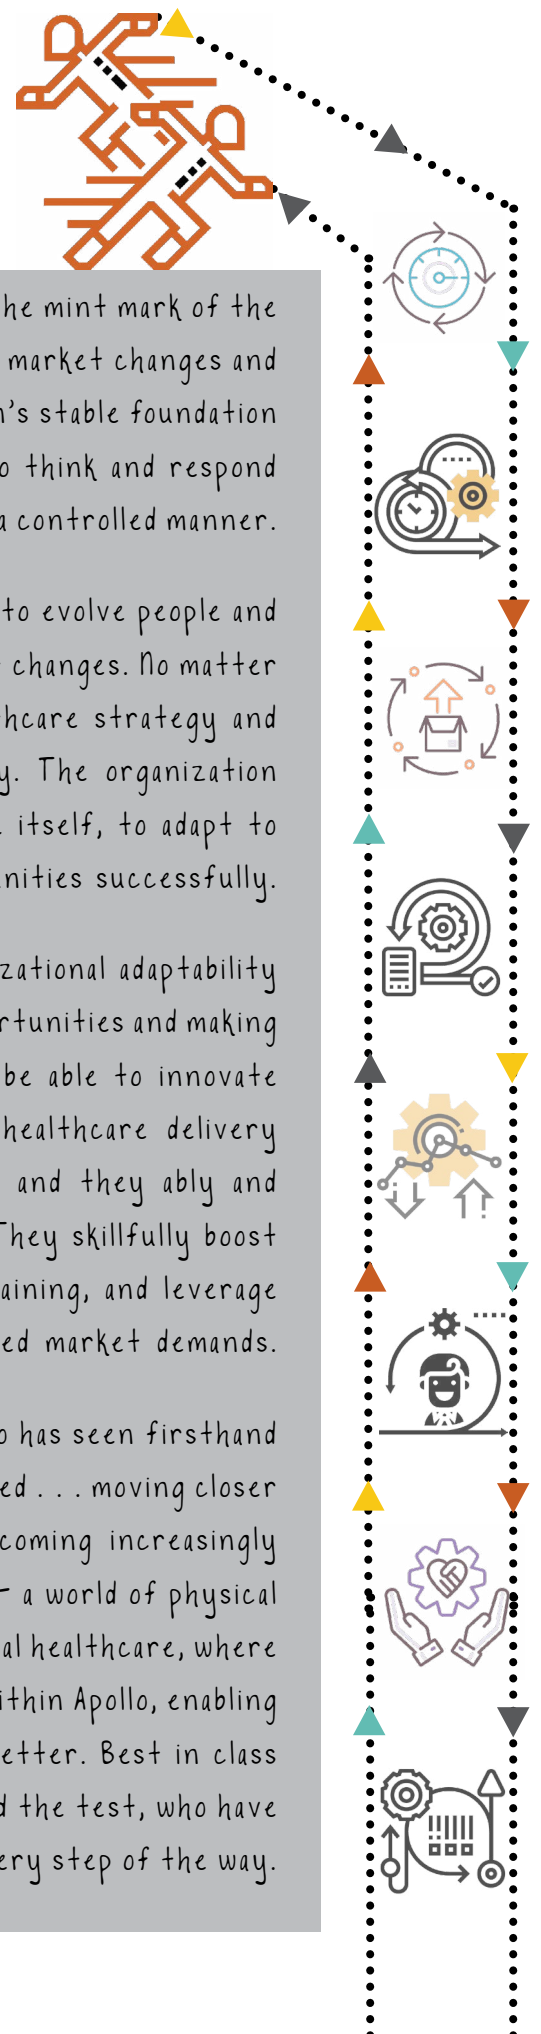 he mint mark of the
market changes and
n's stable foundation
o think and respond
a controlled manner.
to evolve people and
changes. No matter
hcare strategy and
y. The organization
itself, to adapt to
nities successfully.
zational adaptability
rtunities and making
be able to innovate
healthcare delivery
and they ably and
They skillfully boost
aining, and leverage
ed market demands.
o has seen firsthand
ed . . . moving closer
coming increasingly
– a world of physical
al healthcare, where
ithin Apollo, enabling
etter. Best in class
d the test, who have
ery step of the way.